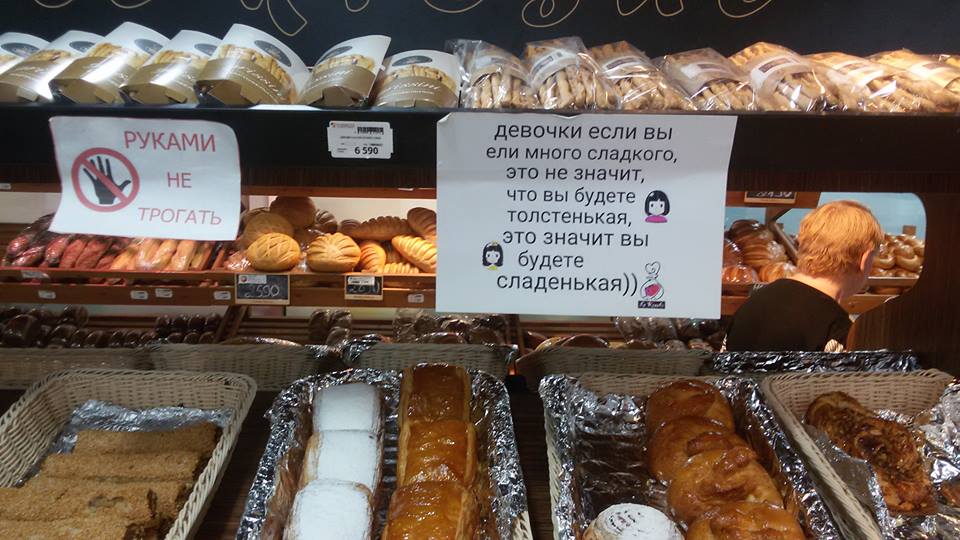 РУКАМИ
НЕ
ТРОГАТЬ
6 590
девочки если вы
ели много сладкого,
это не значит,
что вы будете
толстенькая,
это значит вы
будете
сладенькая))